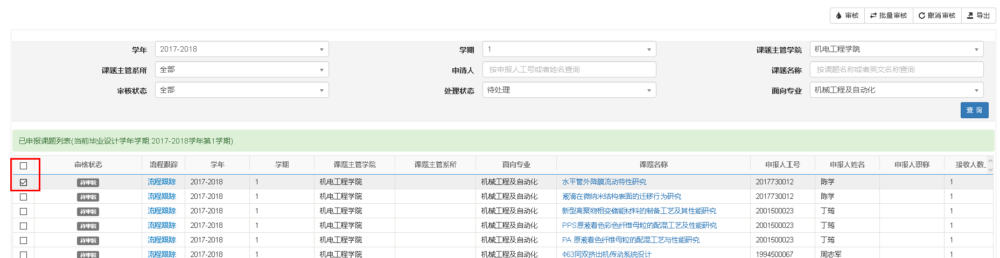 审核 批量审核 撤消审核 导出
学年 2017-2018 学期 1 课题主管学院 机电工程学院
课题主管系所 全部 申请人 按申报人工号或者姓名查询 课题名称 按课题名称或者英文名称查询
审核状态 全部 处理状态 待处理 面向专业 机械工程及自动化
查 询
已申报课题列表(当前毕业设计学年学期:2017-2018学年第1学期)
审核状态 流程跟踪 学年 学期 课题主管学院 课题主管系所 面向专业 课题名称 申报人工号 申报人姓名 申报人职称 接收人数
待审核 流程跟踪 2017-2018 1 机电工程学院 机械工程及自动化 水平管外降膜流动特性研究 2017730012 陈学 1
待审核 流程跟踪 2017-2018 1 机电工程学院 机械工程及自动化 液滴在微纳米结构表面的迁移行为研究 2017730012 陈学 1
待审核 流程跟踪 2017-2018 1 机电工程学院 机械工程及自动化 新型离聚物相变储能材料的制备工艺及其性能研究 2001500023 丁筠 1
待审核 流程跟踪 2017-2018 1 机电工程学院 机械工程及自动化 PPS原液着色彩色纤维母粒的配混工艺及性能研究 2001500023 丁筠 1
待审核 流程跟踪 2017-2018 1 机电工程学院 机械工程及自动化 PA 原液着色纤维母粒的配混工艺与性能研究 2001500023 丁筠 1
待审核 流程跟踪 2017-2018 1 机电工程学院 机械工程及自动化 Φ63同双挤出机传动系统设计 1994500067 周志军 1